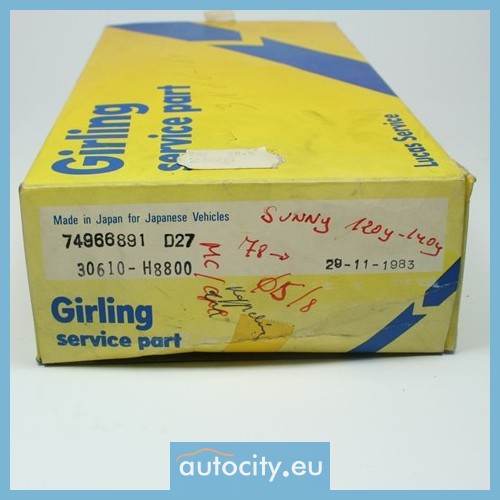 Girling
service part
Lucas Service
Made in Japan for Japanese Vehicles
74966891 D27
30610-H8800
SUNNY 120y-140y
78→
Ø5/8
MC/
29-11-1983
Girling
service part
autocity.eu